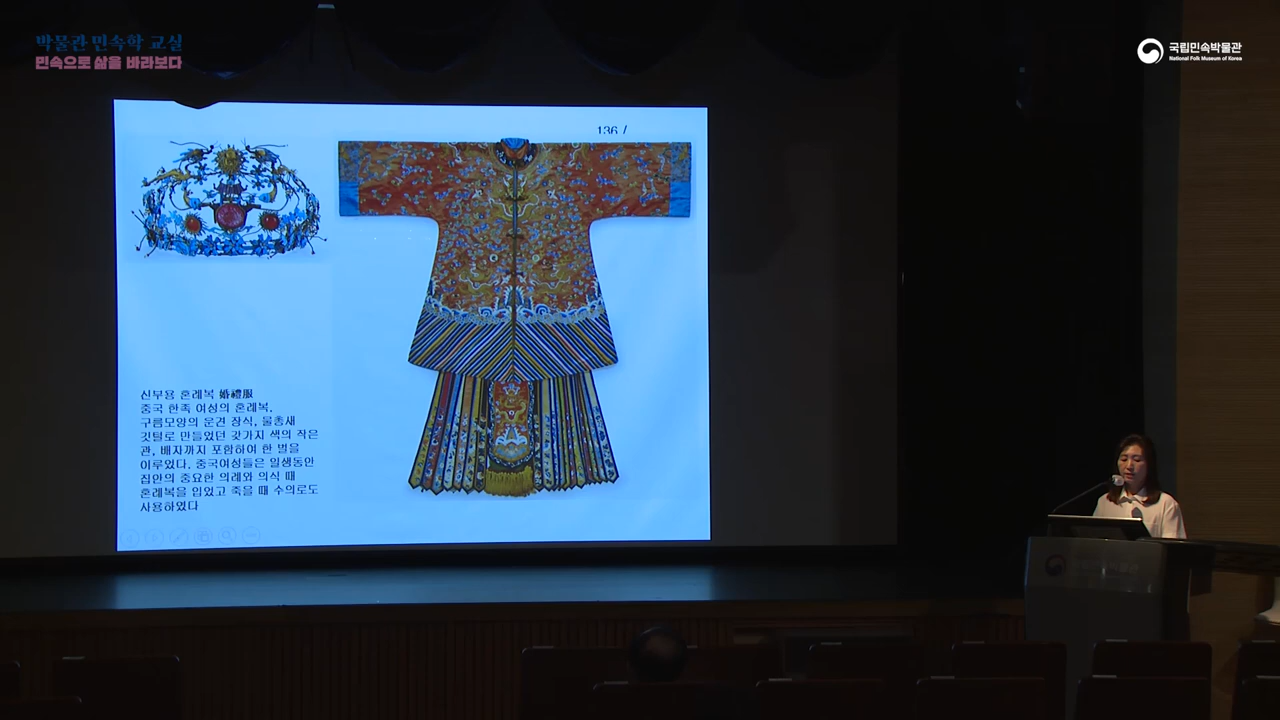 박물관 민속학 교실
민속으로 삶을 바라보다
국립민속박물관
National Folk Museum of Korea
136 /
신부용 혼례복 婚禮服
중국 한족 여성의 혼례복.
구름모양의 운견 장식, 물총새
깃털로 만들었던 갖가지 색의 작은
관, 배자까지 포함하여 한 벌을
이루었다. 중국여성들은 일생동안
집안의 중요한 의례와 의식 때
혼례복을 입었고 죽을 때 수의로도
사용하였다